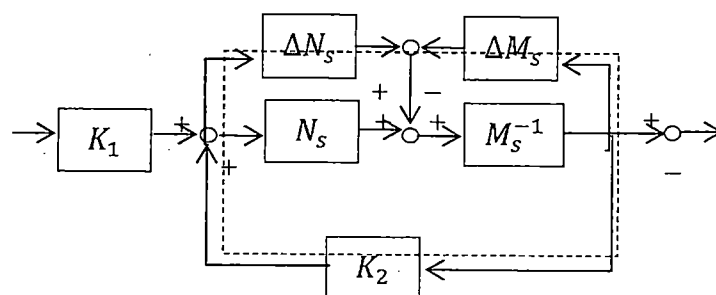 ΔN_s
ΔM_s
+ −
K_1
+
+
N_s
+ +
M_s^{-1}
+
−
K_2